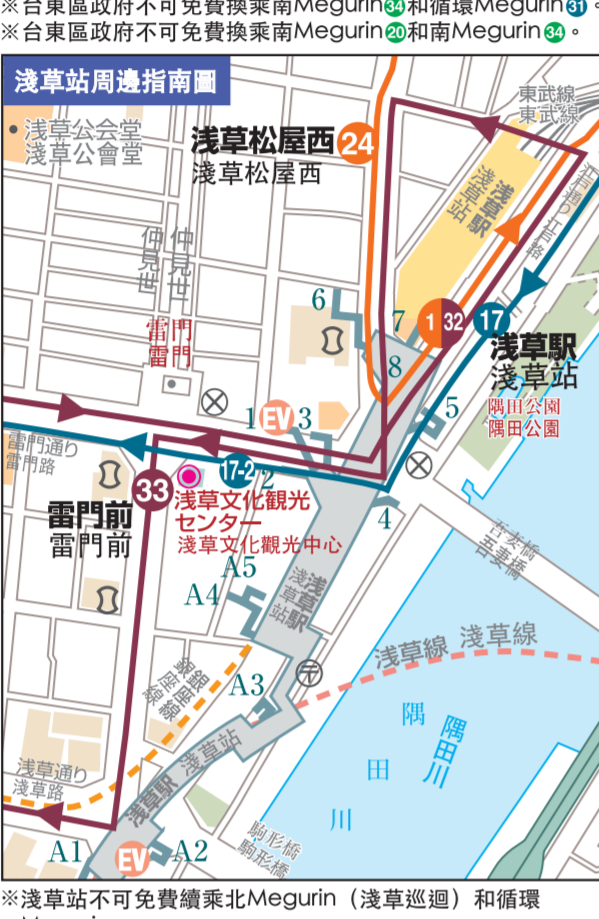 ※台東區政府不可免費換乘南Megurin㉞和循環Megurin㉛。
※台東區政府不可免費換乘南Megurin⑳和南Megurin㉞。
淺草站周邊指南圖
浅草公会堂
淺草公會堂
浅草松屋西 24
淺草松屋西
東武線
東武線
浅草駅
淺草站
江戸通り
江戶路
仲見世
仲見世
雷門
雷門
6
7
8
1 32
17
浅草駅
淺草站
隅田公園
隅田公園
1
EV
3
5
雷門通り
雷門路
17-2
2
33
雷門前
雷門前
浅草文化観光
センター
淺草文化觀光中心
4
吾妻橋
吾妻橋
A5
A4
浅草駅
淺草站
浅草線 淺草線
銀座線
銀座線
A3
隅田川
隅田川
浅草駅 淺草站
浅草通り
淺草路
駒形橋
駒形橋
A1
EV
A2
※淺草站不可免費續乘北Megurin（淺草巡迴）和循環